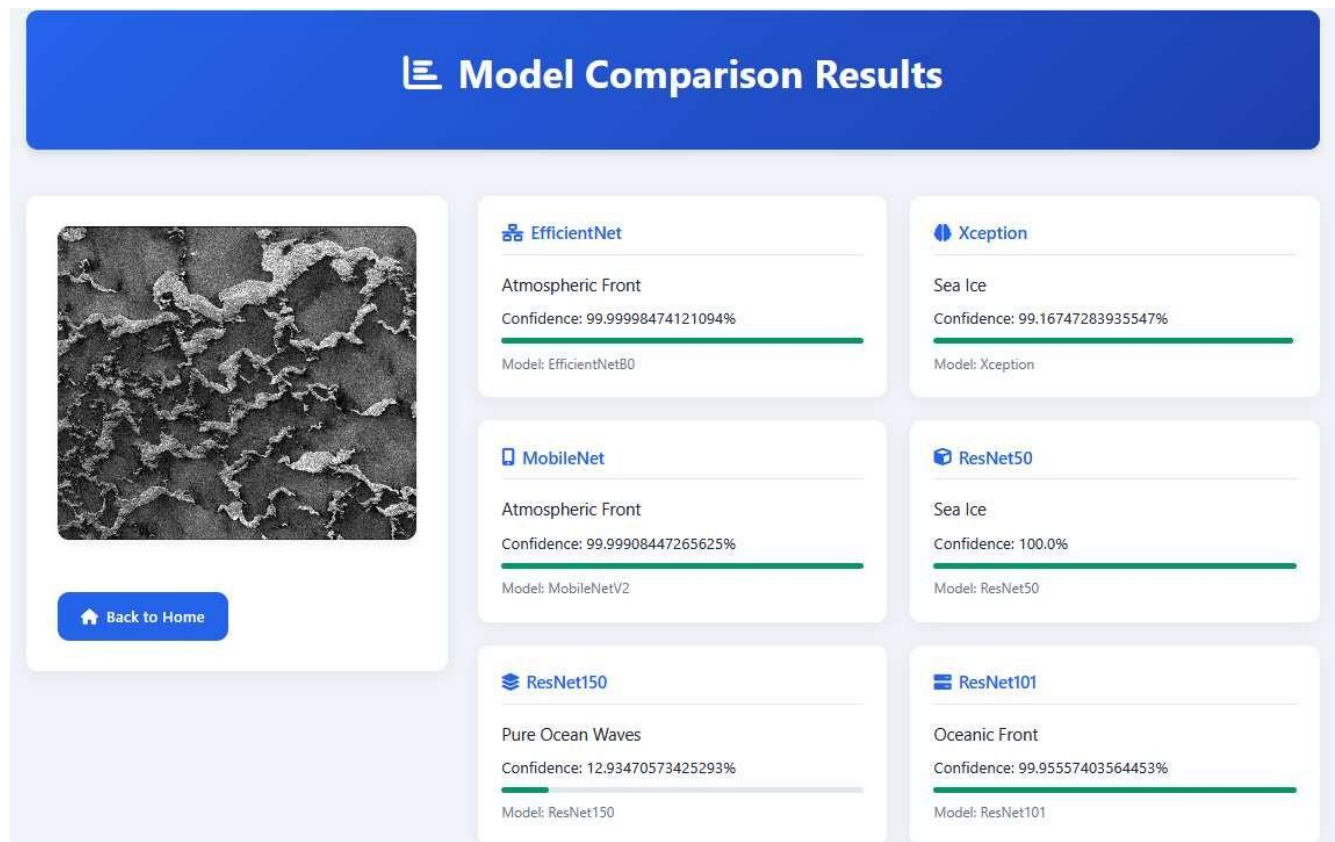 Model Comparison Results
EfficientNet
Atmospheric Front
Confidence: 99.99998474121094%
Model: EfficientNetB0
Xception
Sea Ice
Confidence: 99.16747283935547%
Model: Xception
MobileNet
Atmospheric Front
Confidence: 99.99908447265625%
Model: MobileNetV2
ResNet50
Sea Ice
Confidence: 100.0%
Model: ResNet50
Back to Home
ResNet150
Pure Ocean Waves
Confidence: 12.93470573425293%
Model: ResNet150
ResNet101
Oceanic Front
Confidence: 99.95557403564453%
Model: ResNet101